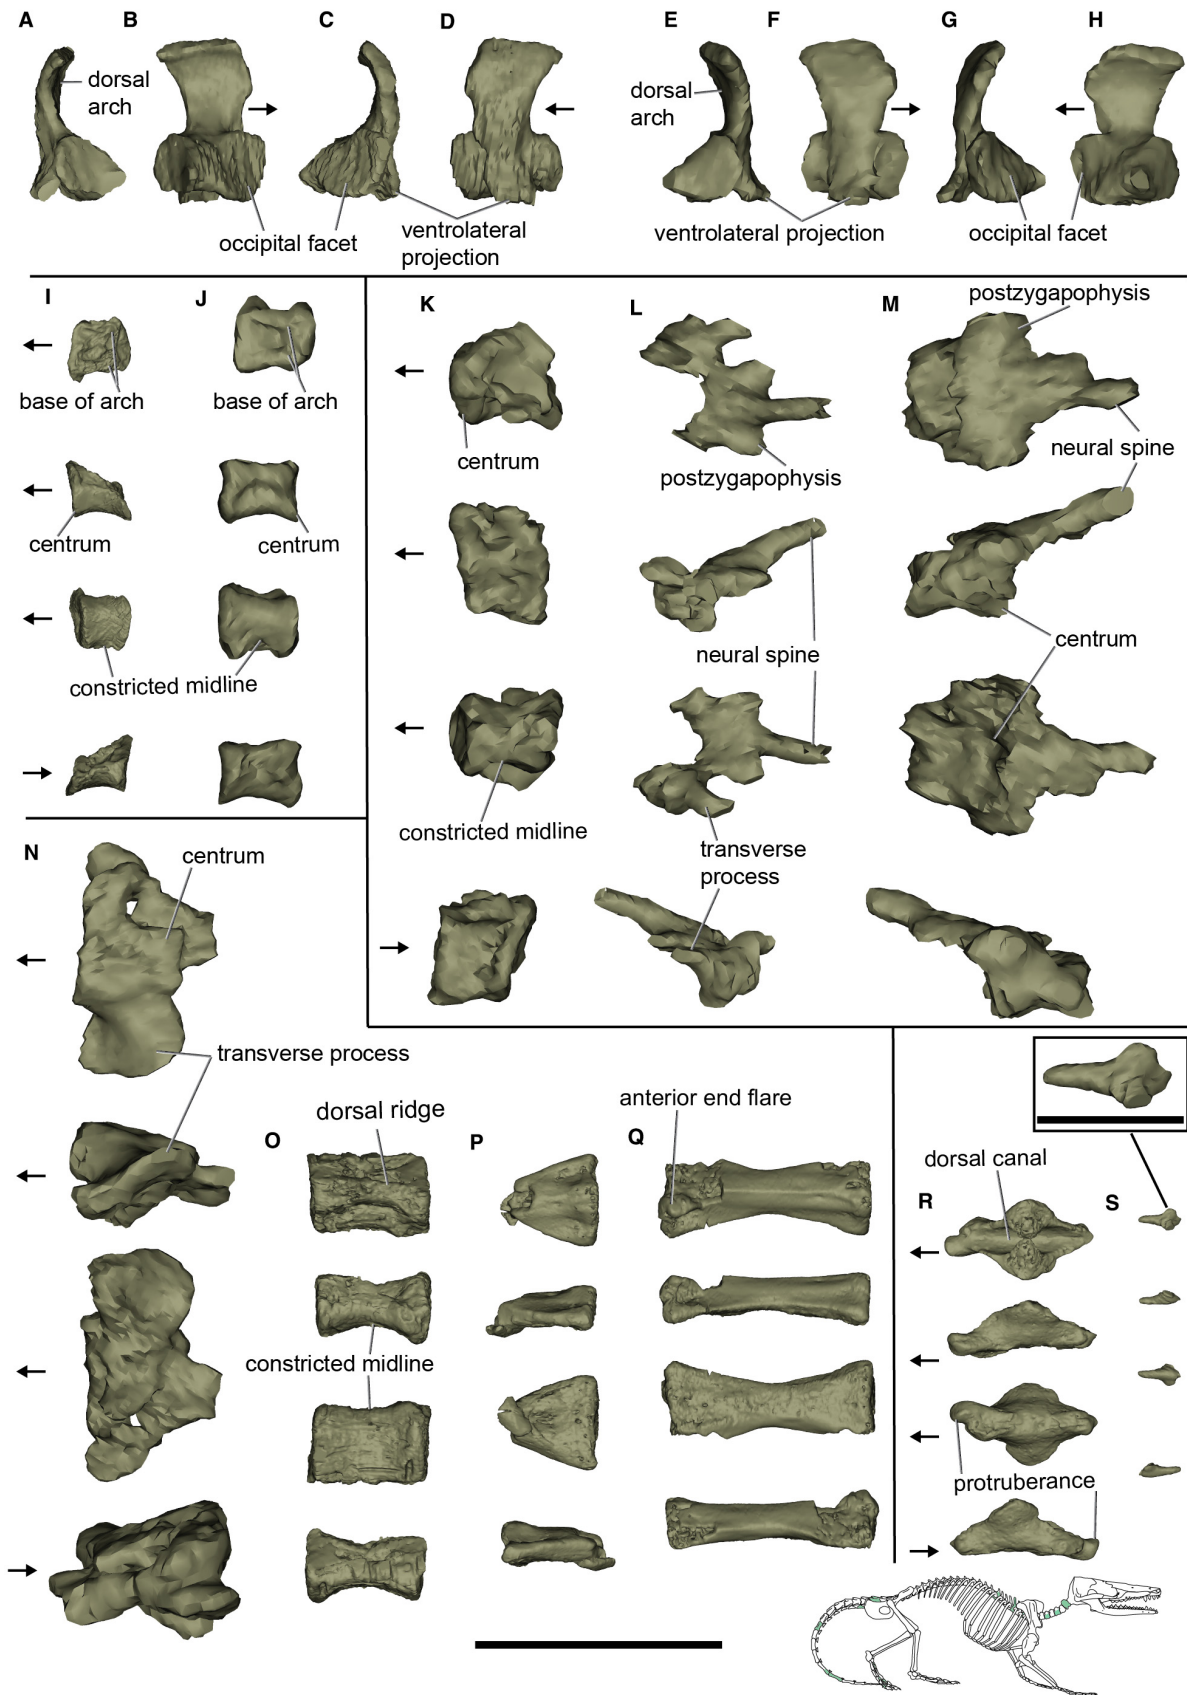 A
B
C
D
E
F
G
H
dorsal
arch
dorsal
arch
occipital facet
ventrolateral
projection
ventrolateral projection
occipital facet
I
J
base of arch
base of arch
centrum
centrum
constricted midline
K
L
M
postzygapophysis
centrum
postzygapophysis
neural spine
neural spine
centrum
constricted midline
transverse
process
N
centrum
transverse process
O
dorsal ridge
P
Q
anterior end flare
constricted midline
R
S
dorsal canal
protruberance